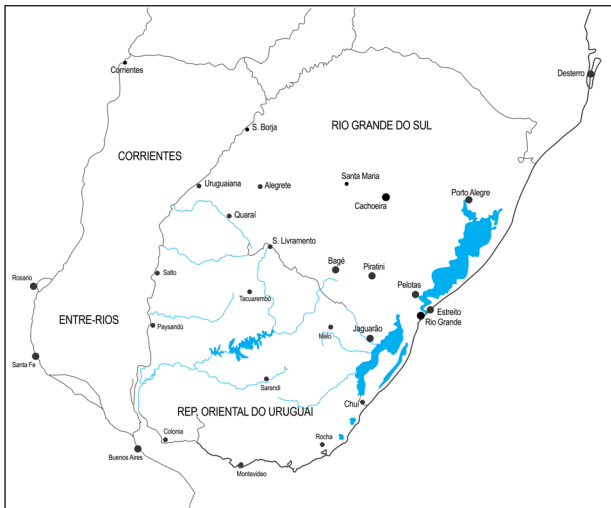 Corrientes
Desterro
S. Borja
RIO GRANDE DO SUL
CORRIENTES
Santa Maria
Uruguaiana
Alegrete
Porto Alegre
Cachoeira
Quaraí
S. Livramento
Bagé
Piratini
Salto
Rosario
Tacuarembó
Pelotas
Estreito
Rio Grande
ENTRE-RIOS
Paysandú
Melo
Jaguarão
Santa Fe
Sarandi
Chuí
REP. ORIENTAL DO URUGUAI
Colonia
Rocha
Buenos Aires
Montevideo